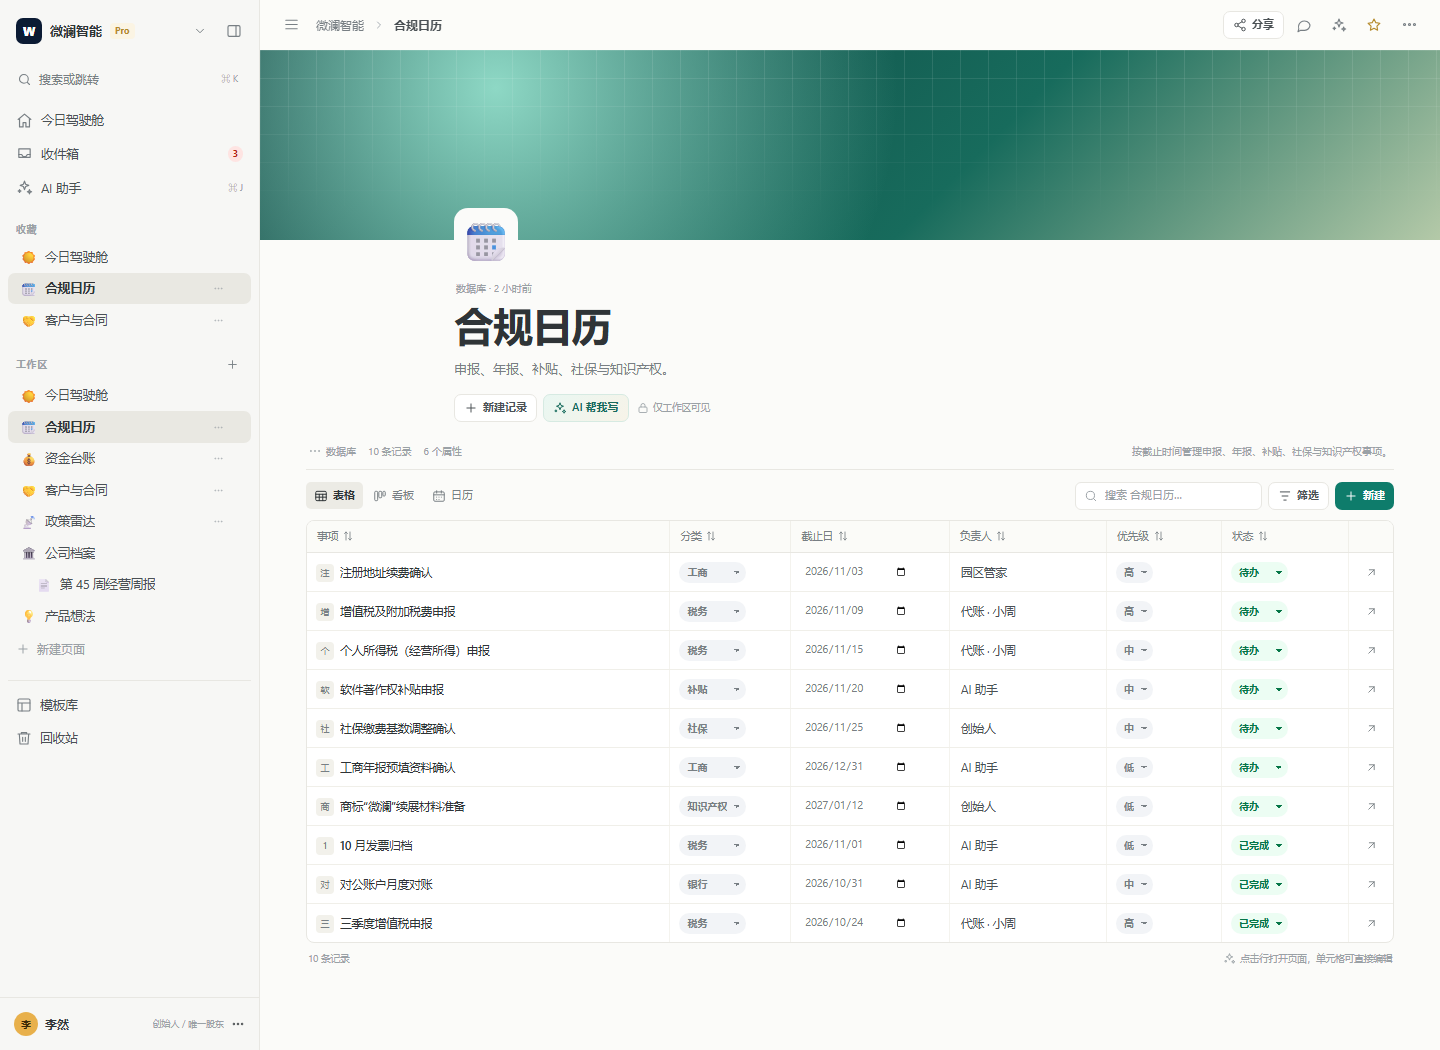 微澜智能 Pro
搜索或跳转 ⌘K
今日驾驶舱
收件箱 3
AI 助手 ⌘J
收藏
今日驾驶舱
合规日历
客户与合同
工作区
今日驾驶舱
合规日历
资金台账
客户与合同
政策雷达
公司档案
第 45 周经营周报
产品想法
新建页面
模板库
回收站
李 李然 创始人 / 唯一股东
微澜智能 合规日历
分享
数据库 · 2 小时前
合规日历
申报、年报、补贴、社保与知识产权。
新建记录 AI 帮我写 仅工作区可见
数据库 10 条记录 6 个属性 按截止时间管理申报、年报、补贴、社保与知识产权事项。
表格 看板 日历 搜索 合规日历... 筛选 新建
事项 分类 截止日 负责人 优先级 状态
注 注册地址续费确认 工商 2026/11/03 园区管家 高 待办
增 增值税及附加税费申报 税务 2026/11/09 代账 · 小周 高 待办
个 个人所得税（经营所得）申报 税务 2026/11/15 代账 · 小周 中 待办
软 软件著作权补贴申报 补贴 2026/11/20 AI 助手 中 待办
社 社保缴费基数调整确认 社保 2026/11/25 创始人 中 待办
工 工商年报预填资料确认 工商 2026/12/31 AI 助手 低 待办
商 商标“微澜”续展材料准备 知识产权 2027/01/12 创始人 低 待办
1 10 月发票归档 税务 2026/11/01 AI 助手 低 已完成
对 对公账户月度对账 银行 2026/10/31 AI 助手 中 已完成
三 三季度增值税申报 税务 2026/10/24 代账 · 小周 高 已完成
10 条记录 点击行打开页面，单元格可直接编辑